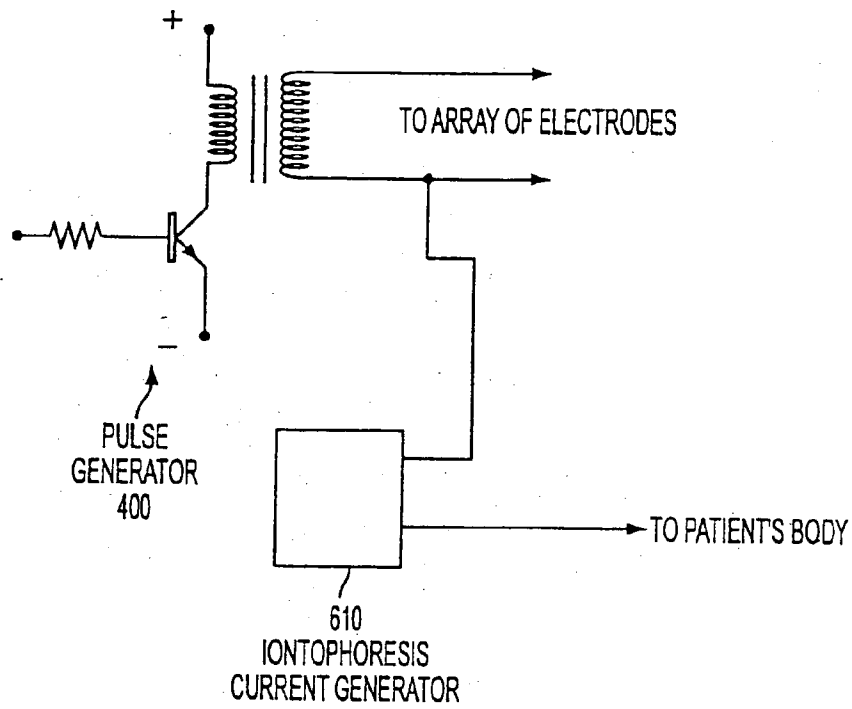 +
TO ARRAY OF ELECTRODES
−
PULSE
GENERATOR
400
TO PATIENT'S BODY
610
IONTOPHORESIS
CURRENT GENERATOR